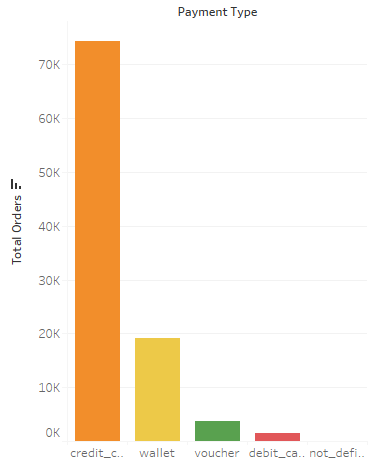 Payment Type
Total Orders
70K
60K
50K
40K
30K
20K
10K
0K
credit_c.. wallet voucher debit_ca.. not_defi..